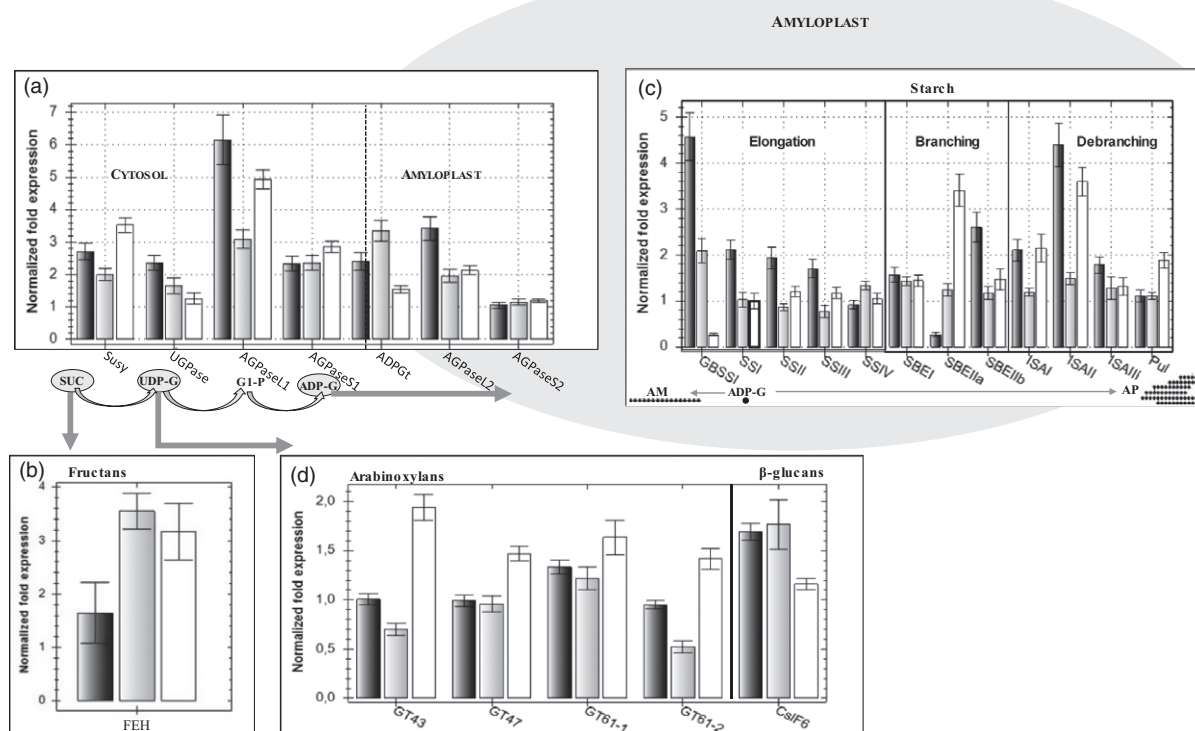 AMYLOPLAST
(a)
Normalized fold expression
7
6
5
4
3
2
1
0
CYTOSOL
AMYLOPLAST
Susy
UGPase
AGPaseL1
AGPaseS1
ADPGt
AGPaseL2
AGPaseS2
SUC
UDP-G
G1-P
ADP-G
(c)
Starch
Normalized fold expression
5
4
3
2
1
0
Elongation
Branching
Debranching
GBSSI
SSI
SSII
SSIII
SSIV
SBEI
SBEIIa
SBEIIb
ISAI
ISAII
ISAIII
Pul
AM
ADP-G
AP
(b)
Fructans
Normalized fold expression
4
3
2
1
0
FEH
(d)
Arabinoxylans
β-glucans
Normalized fold expression
2,0
1,5
1,0
0,5
0,0
GT43
GT47
GT61-1
GT61-2
CslF6